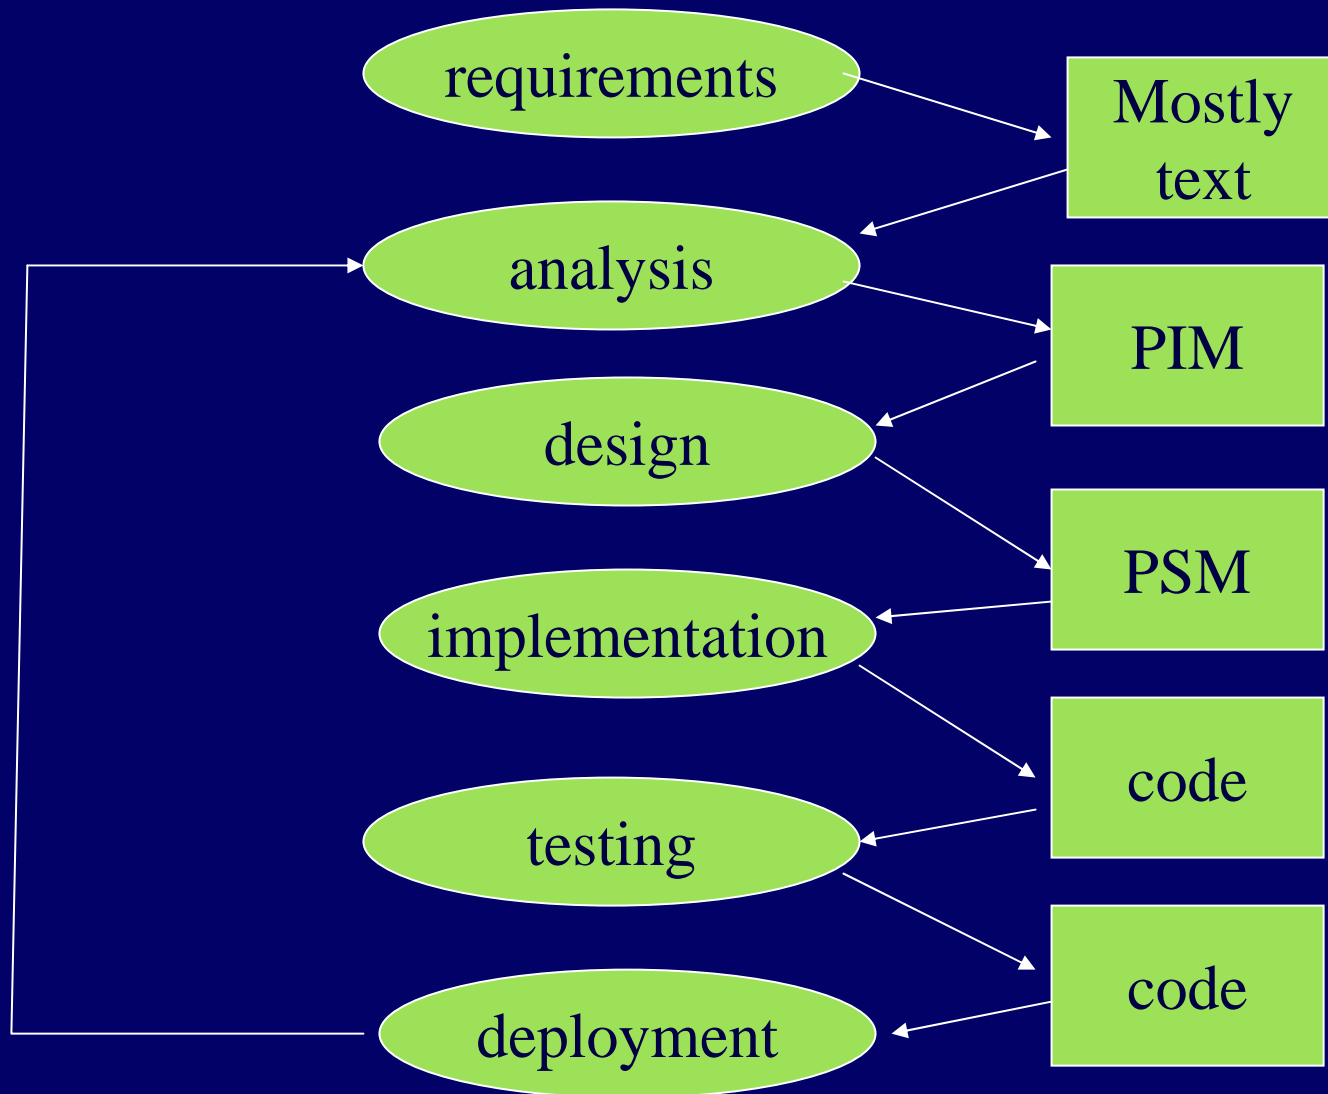 requirements
Mostly
text
analysis
PIM
design
PSM
implementation
code
testing
code
deployment